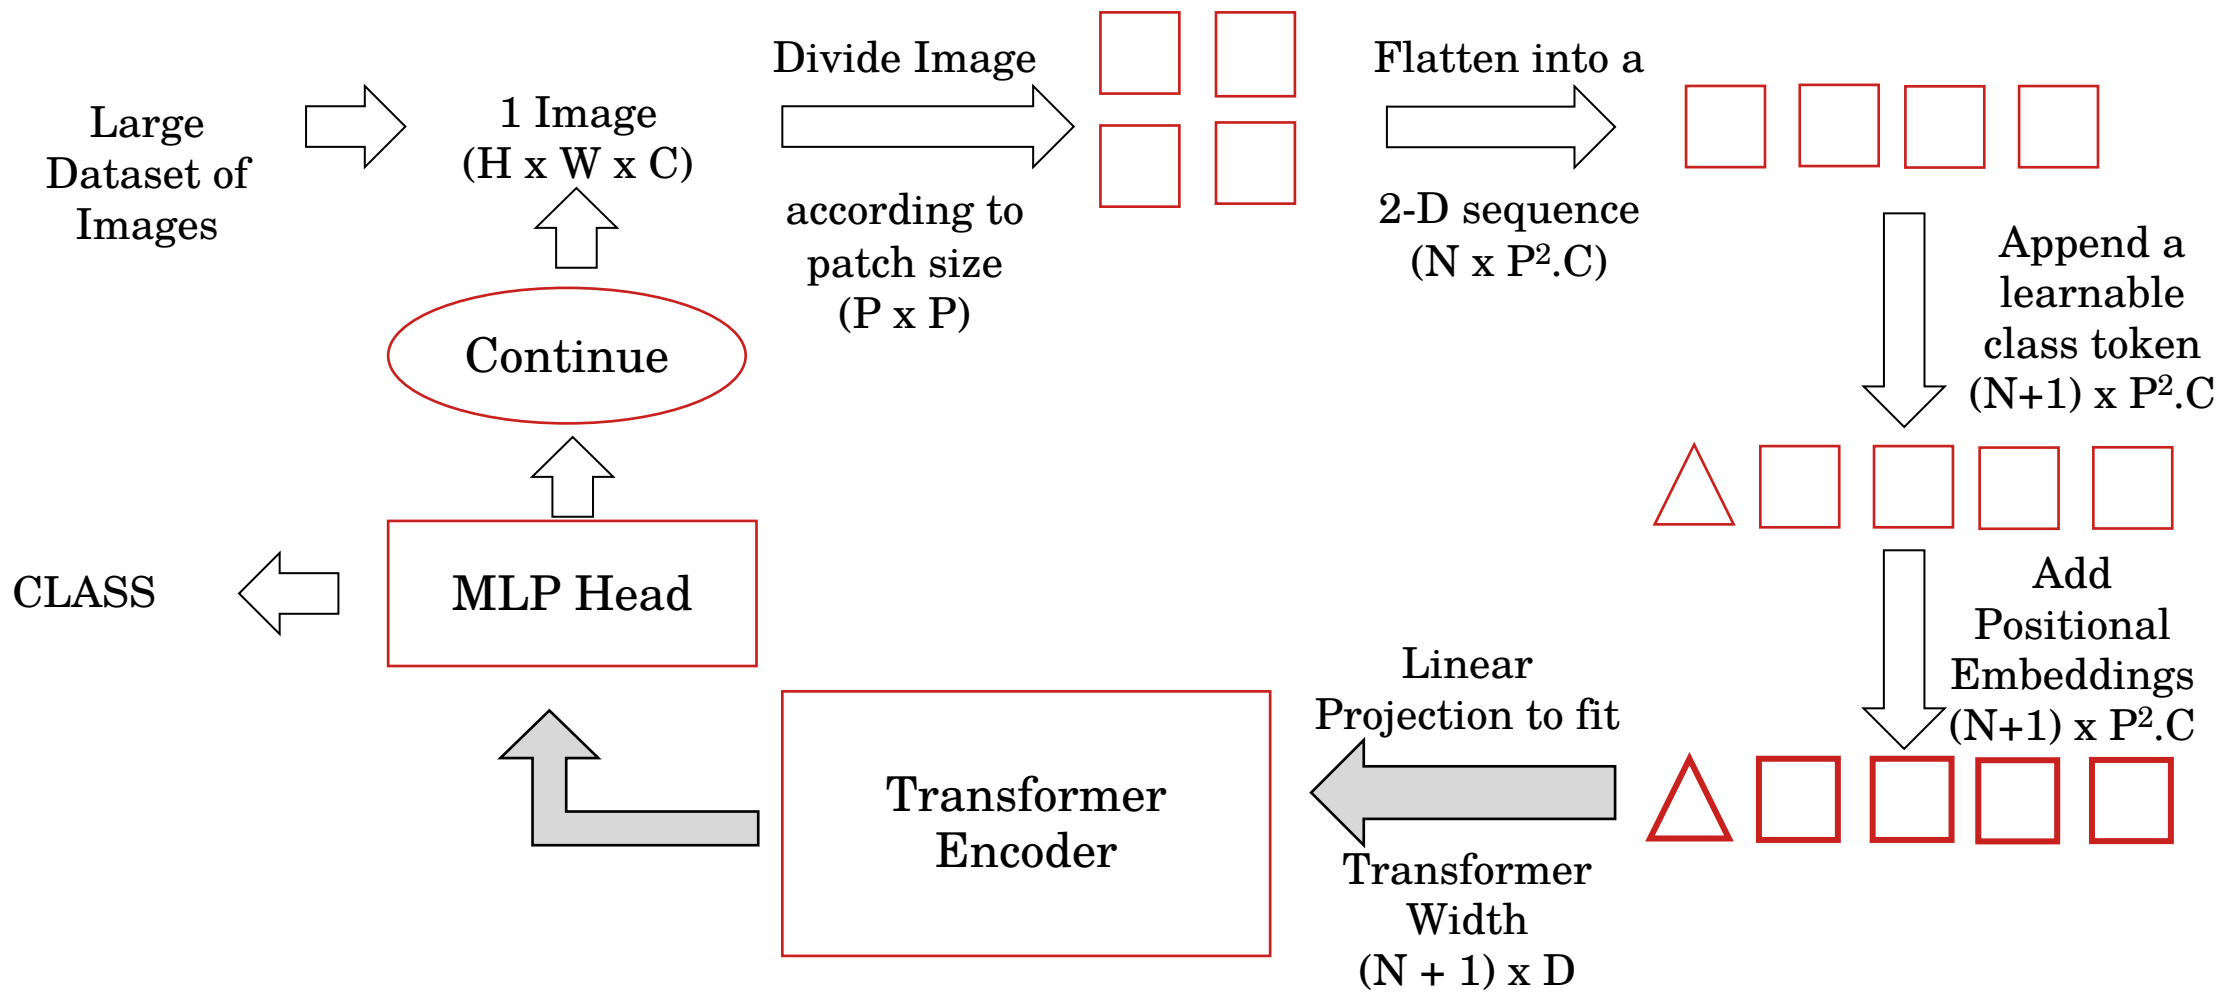 Large
Dataset of
Images
1 Image
(H x W x C)
Divide Image
according to
patch size
(P x P)
Flatten into a
2-D sequence
(N x P².C)
Append a
learnable
class token
(N+1) x P².C
Add
Positional
Embeddings
(N+1) x P².C
Linear
Projection to fit
Transformer
Width
(N + 1) x D
Transformer
Encoder
MLP Head
CLASS
Continue